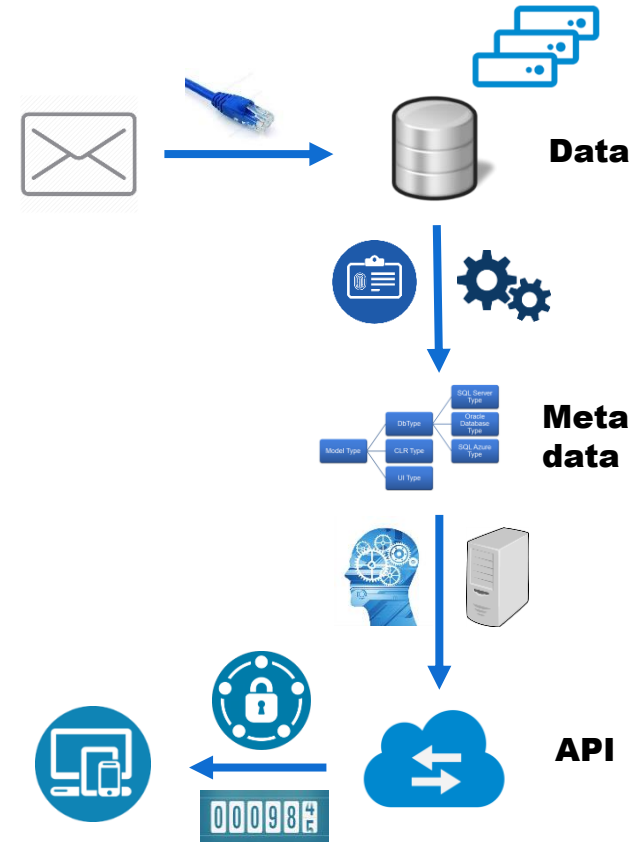 Data
SQL Server
Type
DbType
Oracle
Database
Type
Model Type
CLR Type
SQL Azure
Type
UI Type
Meta
data
API
00098